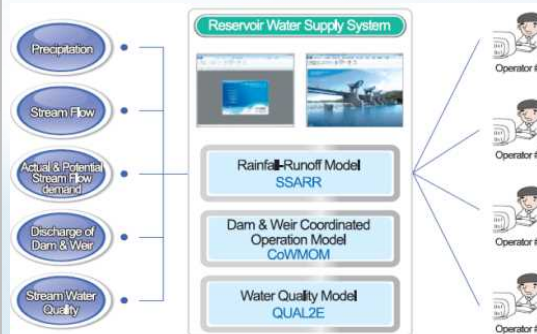 Reservoir Water Supply System
Precipitation
Stream Flow
Actual & Potential
Stream Flow
demand
Discharge of
Dam & Weir
Stream Water
Quality
Rainfall-Runoff Model
SSARR
Dam & Weir Coordinated
Operation Model
CoWMOM
Water Quality Model
QUAL2E
Operator #
Operator #
Operator #
Operator #